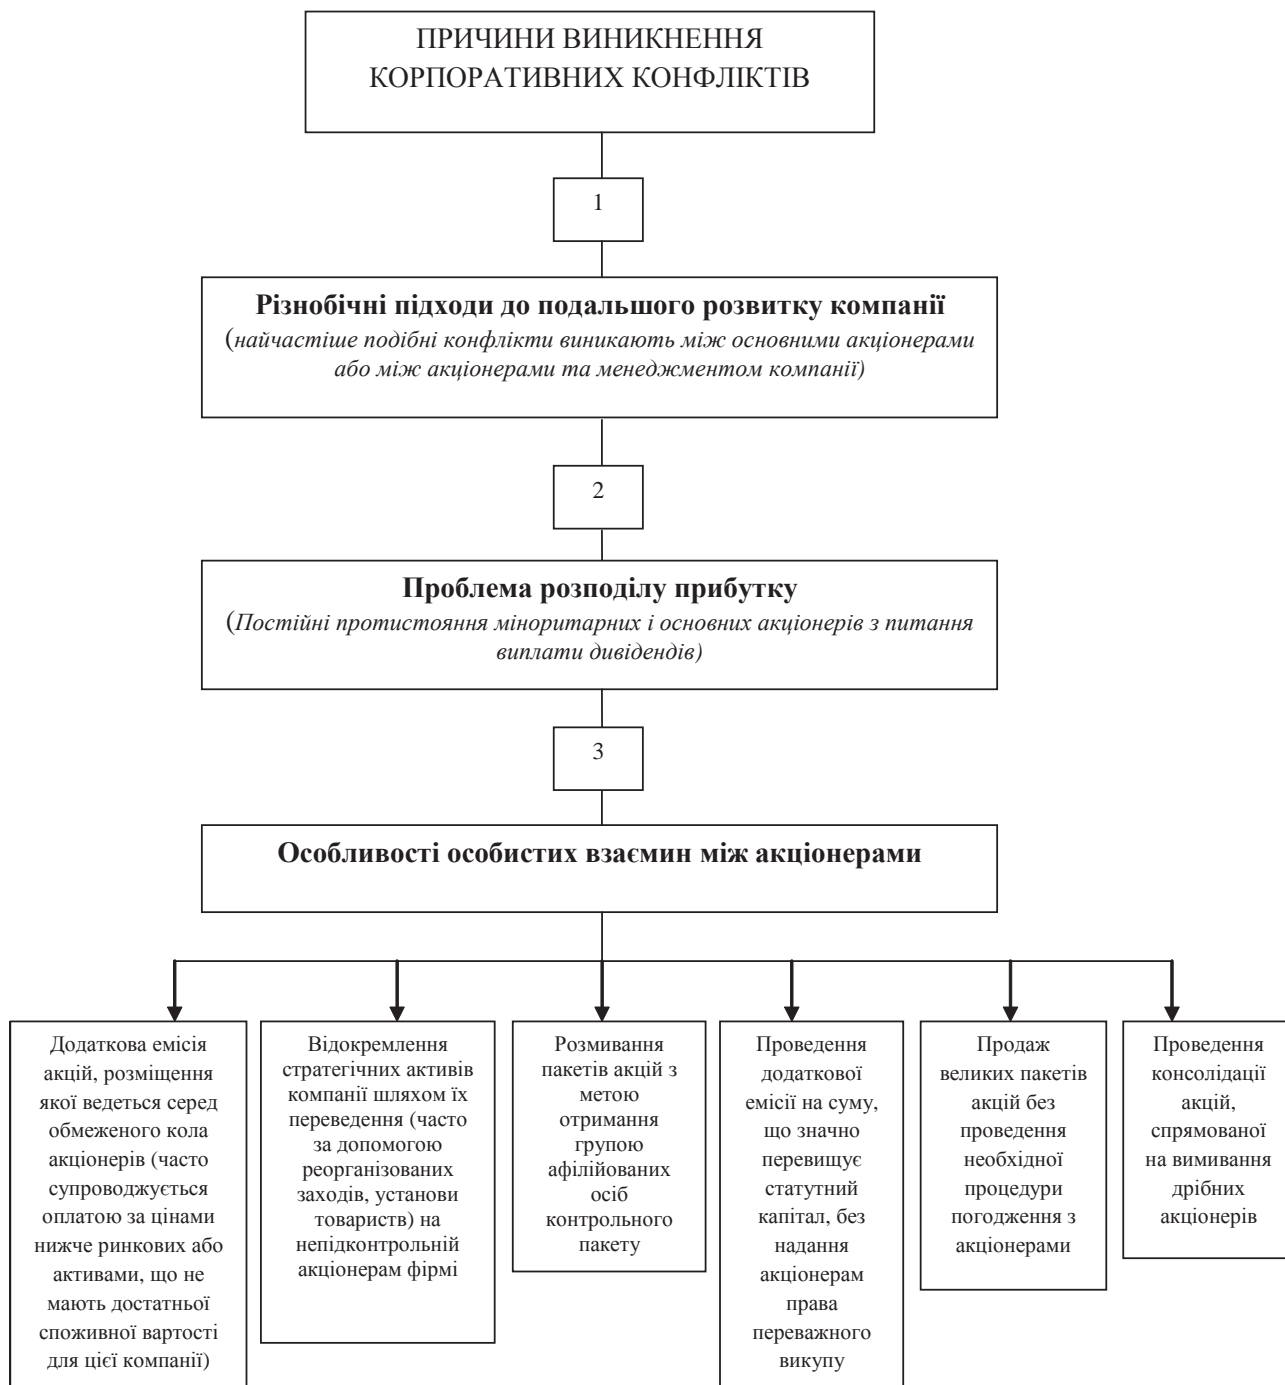 ПРИЧИНИ ВИНИКНЕННЯ
КОРПОРАТИВНИХ КОНФЛІКТІВ
1
Різнобічні підходи до подальшого розвитку компанії
(найчастіше подібні конфлікти виникають між основними акціонерами
або між акціонерами та менеджментом компанії)
2
Проблема розподілу прибутку
(Постійні протистояння міноритарних і основних акціонерів з питання
виплати дивідендів)
3
Особливості особистих взаємин між акціонерами
Додаткова емісія
акцій, розміщення
якої ведеться серед
обмеженого кола
акціонерів (часто
супроводжується
оплатою за цінами
нижче ринкових або
активами, що не
мають достатньої
споживної вартості
для цієї компанії)
Відокремлення
стратегічних активів
компанії шляхом їх
переведення (часто
за допомогою
реорганізованих
заходів, установи
товариств) на
непідконтрольній
акціонерам фірмі
Розмивання
пакетів акцій з
метою
отримання
групою
афілійованих
осіб
контрольного
пакету
Проведення
додаткової
емісії на суму,
що значно
перевищує
статутний
капітал, без
надання
акціонерам
права
переважного
викупу
Продаж
великих пакетів
акцій без
проведення
необхідної
процедури
погодження з
акціонерами
Проведення
консолідації
акцій,
спрямованої
на вимивання
дрібних
акціонерів